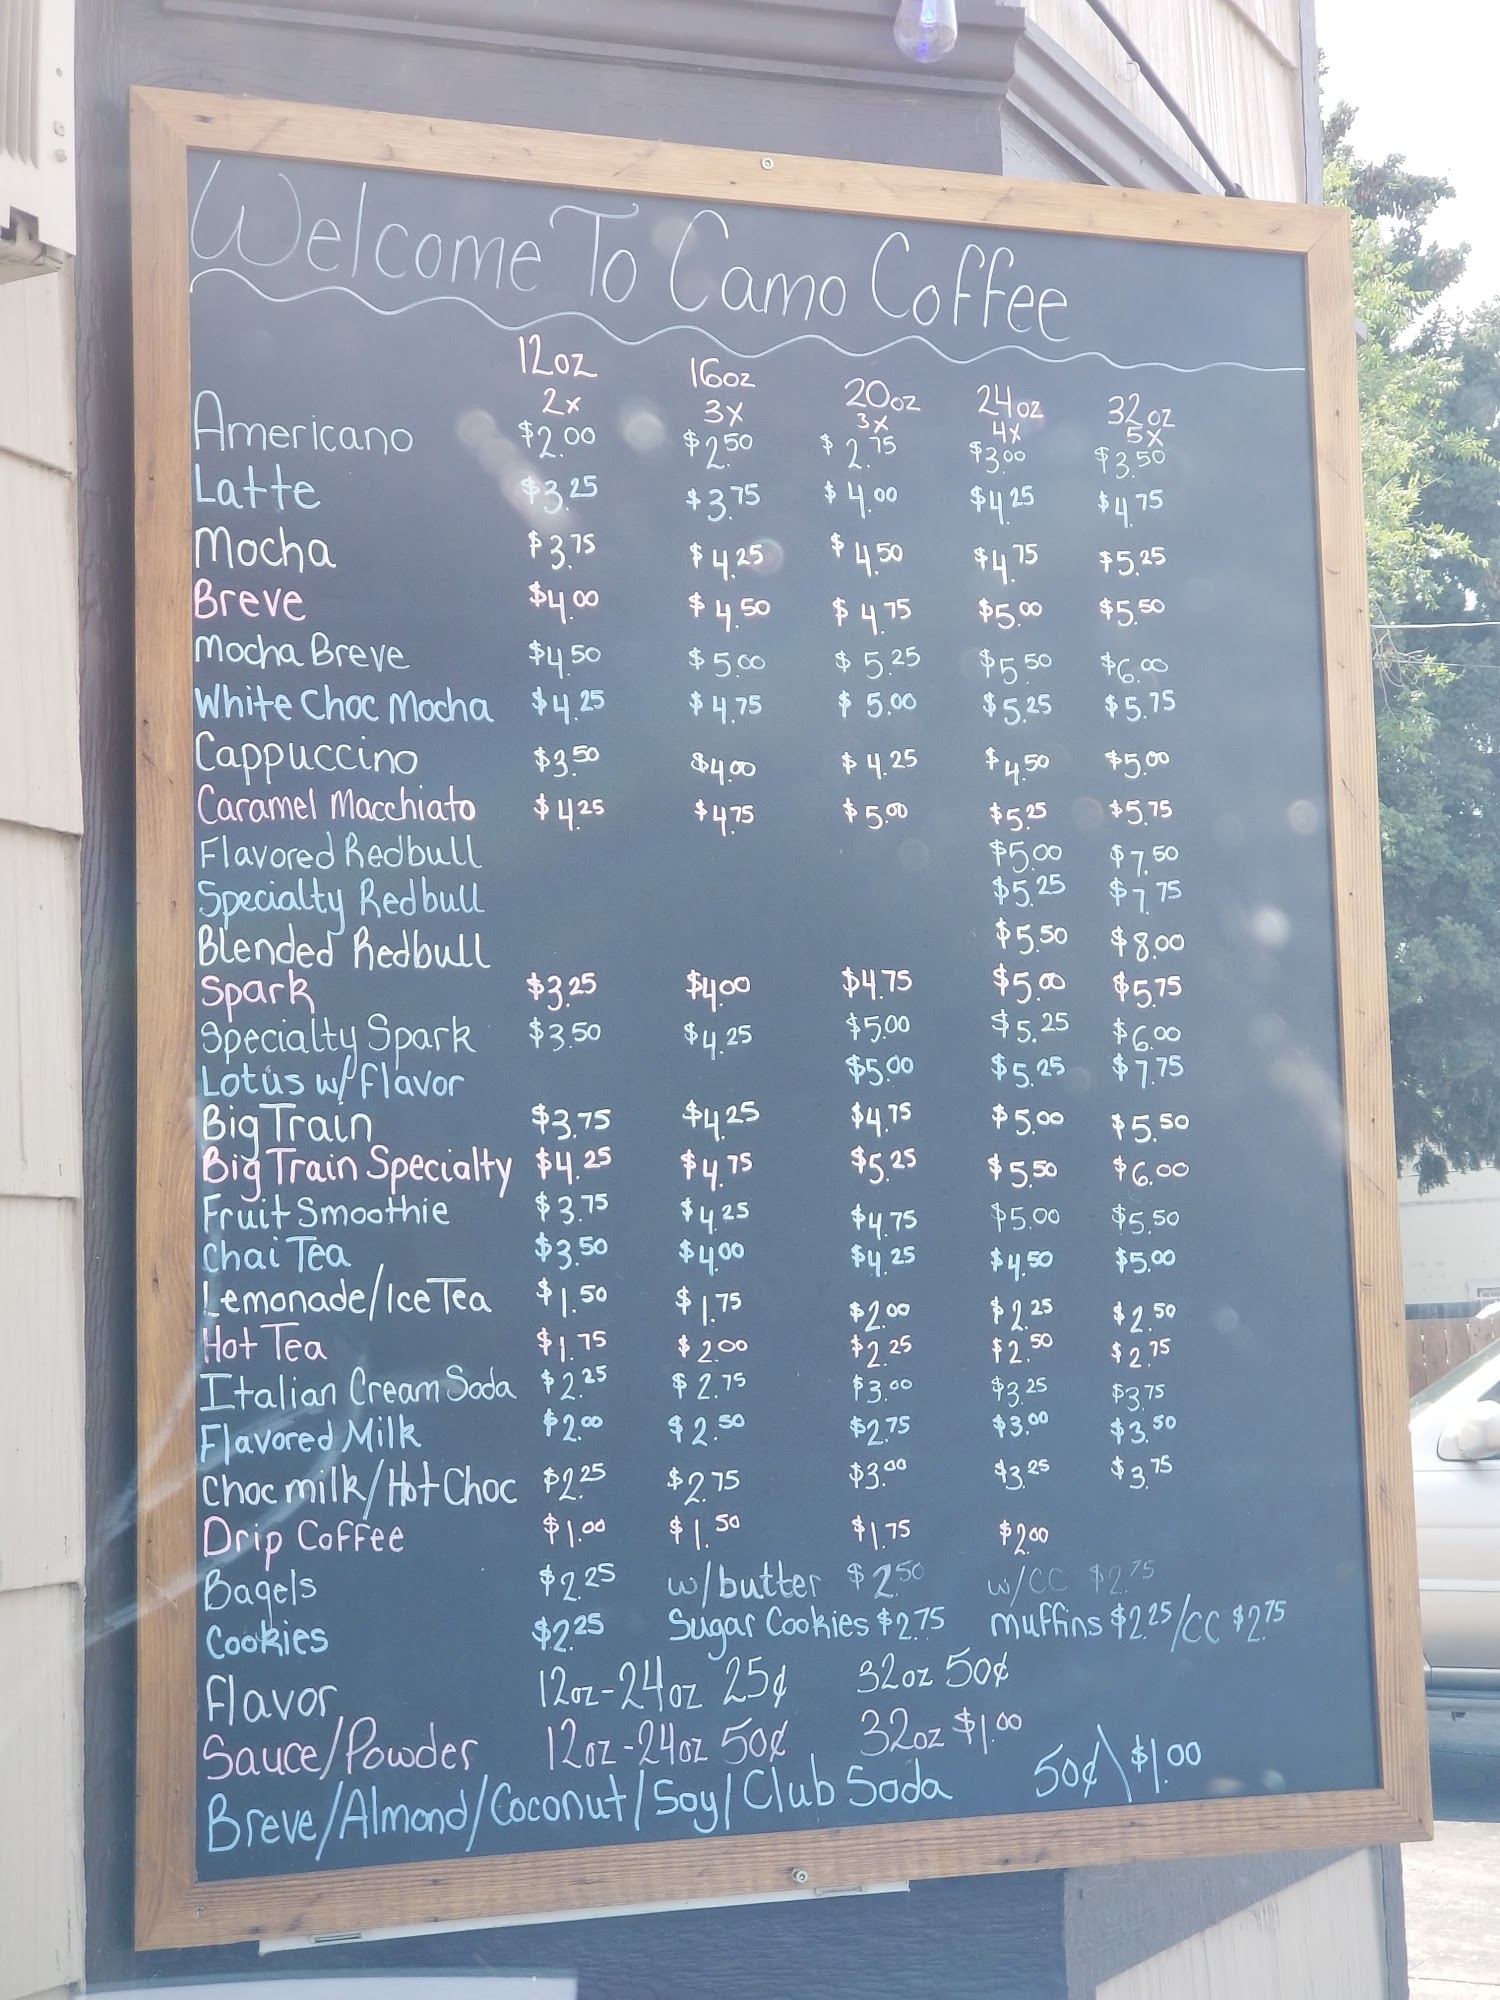 Welcome To Camo Coffee
12oz 16oz 20oz 24oz 32oz
2x 3x 3x 4x 5x
Americano $2.00 $2.50 $2.75 $3.00 $3.50
Latte $3.25 $3.75 $4.00 $4.25 $4.75
Mocha $3.75 $4.25 $4.50 $4.75 $5.25
Breve $4.00 $4.50 $4.75 $5.00 $5.50
Mocha Breve $4.50 $5.00 $5.25 $5.50 $6.00
White Choc Mocha $4.25 $4.75 $5.00 $5.25 $5.75
Cappuccino $3.50 $4.00 $4.25 $4.50 $5.00
Caramel Macchiato $4.25 $4.75 $5.00 $5.25 $5.75
Flavored Redbull $5.00 $7.50
Specialty Redbull $5.25 $7.75
Blended Redbull $5.50 $8.00
Spark $3.25 $4.00 $4.75 $5.00 $5.75
Specialty Spark $3.50 $4.25 $5.00 $5.25 $6.00
Lotus w/Flavor $5.00 $5.25 $7.75
Big Train $3.75 $4.25 $4.75 $5.00 $5.50
Big Train Specialty $4.25 $4.75 $5.25 $5.50 $6.00
Fruit Smoothie $3.75 $4.25 $4.75 $5.00 $5.50
Chai Tea $3.50 $4.00 $4.25 $4.50 $5.00
Lemonade/Ice Tea $1.50 $1.75 $2.00 $2.25 $2.50
Hot Tea $1.75 $2.00 $2.25 $2.50 $2.75
Italian Cream Soda $2.25 $2.75 $3.00 $3.25 $3.75
Flavored Milk $2.00 $2.50 $2.75 $3.00 $3.50
Choc milk/Hot Choc $2.25 $2.75 $3.00 $3.25 $3.75
Drip Coffee $1.00 $1.50 $1.75 $2.00
Bagels $2.25 w/butter $2.50 w/CC $2.75
Cookies $2.25 Sugar Cookies $2.75 muffins $2.25/CC $2.75
Flavor 12oz-24oz 25¢ 32oz 50¢
Sauce/Powder 12oz-24oz 50¢ 32oz $1.00
Breve/Almond/Coconut/Soy/Club Soda 50¢\$1.00